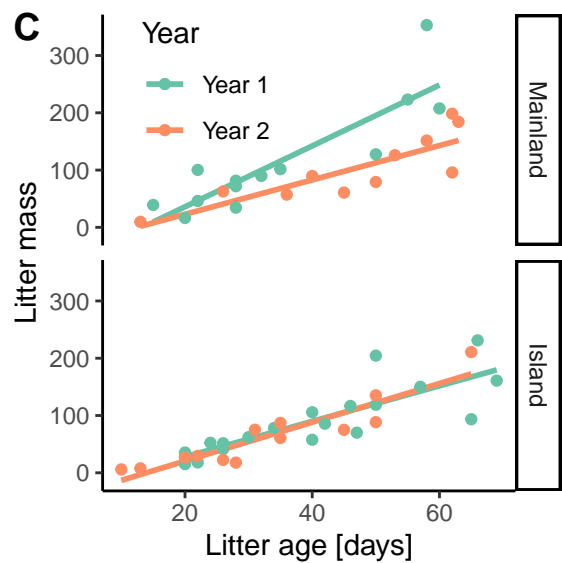 C
Year
Year 1
Year 2
300
200
100
0
Mainland
Litter mass
300
200
100
0
Island
20 40 60
Litter age [days]